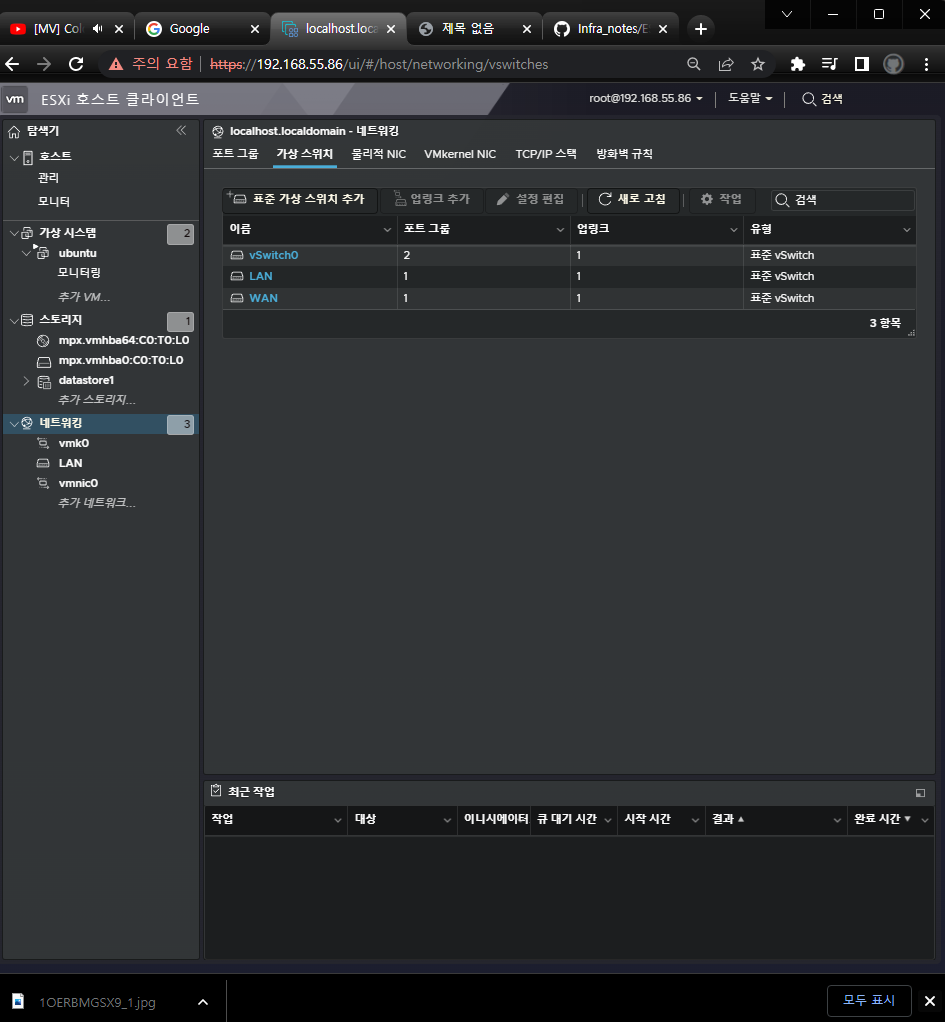 [MV] Col
Google
localhost.loca
제목 없음
Infra_notes/ES
주의 요함 https://192.168.55.86/ui/#/host/networking/vswitches
vm ESXi 호스트 클라이언트 root@192.168.55.86 도움말 검색
탐색기
호스트
관리
모니터
가상 시스템 2
ubuntu
모니터링
추가 VM...
스토리지 1
mpx.vmhba64:C0:T0:L0
mpx.vmhba0:C0:T0:L0
datastore1
추가 스토리지...
네트워킹 3
vmk0
LAN
vmnic0
추가 네트워크...
localhost.localdomain - 네트워킹
포트 그룹 가상 스위치 물리적 NIC VMkernel NIC TCP/IP 스택 방화벽 규칙
표준 가상 스위치 추가 업링크 추가 설정 편집 새로 고침 작업 검색
이름 포트 그룹 업링크 유형
vSwitch0 2 1 표준 vSwitch
LAN 1 1 표준 vSwitch
WAN 1 1 표준 vSwitch
3 항목
최근 작업
작업 대상 이니시에이터 큐 대기 시간 시작 시간 결과 완료 시간
1OERBMGSX9_1.jpg 모두 표시